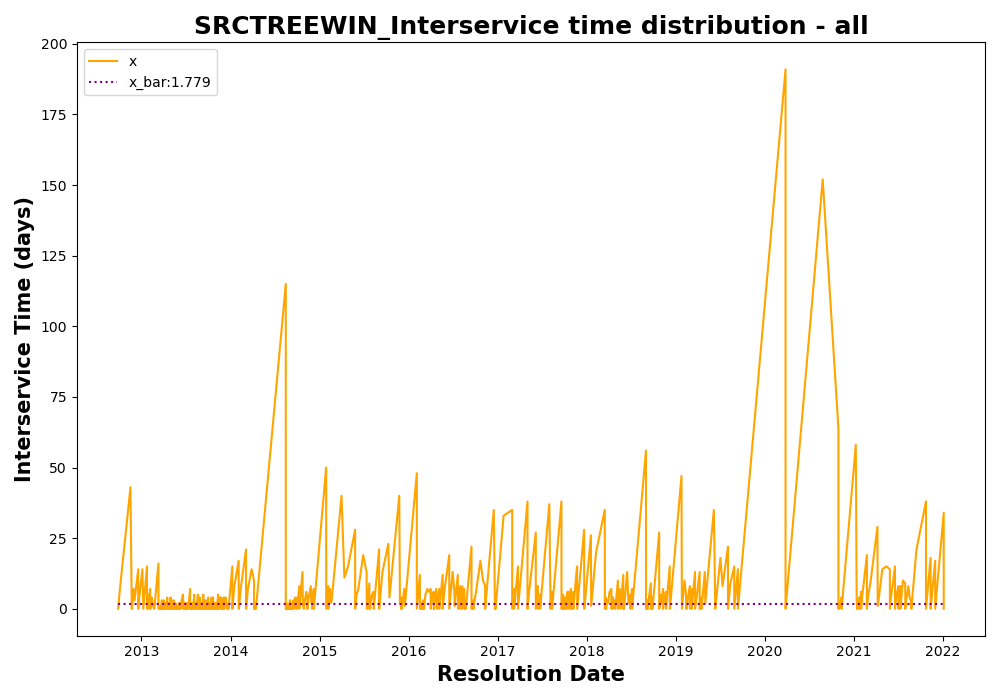 SRCTREEWIN_Interservice time distribution - all
x
x_bar:1.779
Interservice Time (days)
200
175
150
125
100
75
50
25
0
2013 2014 2015 2016 2017 2018 2019 2020 2021 2022
Resolution Date